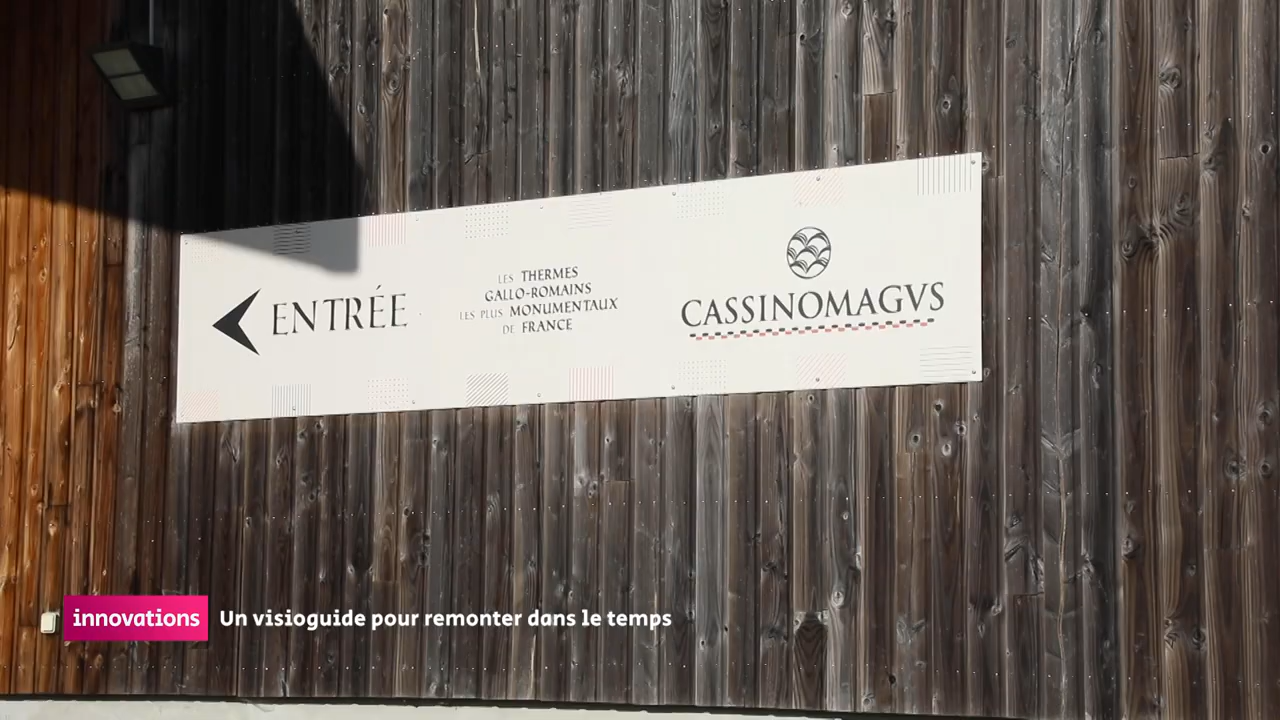 ENTRÉE
LES THERMES
GALLO-ROMAINS
LES PLUS MONUMENTAUX
DE FRANCE
CASSINOMAGVS
innovations
Un visioguide pour remonter dans le temps